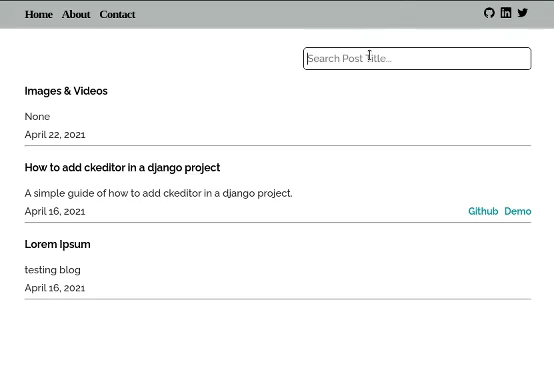 Home About Contact
Search Post Title...
Images & Videos
None
April 22, 2021
How to add ckeditor in a django project
A simple guide of how to add ckeditor in a django project.
April 16, 2021 Github Demo
Lorem Ipsum
testing blog
April 16, 2021